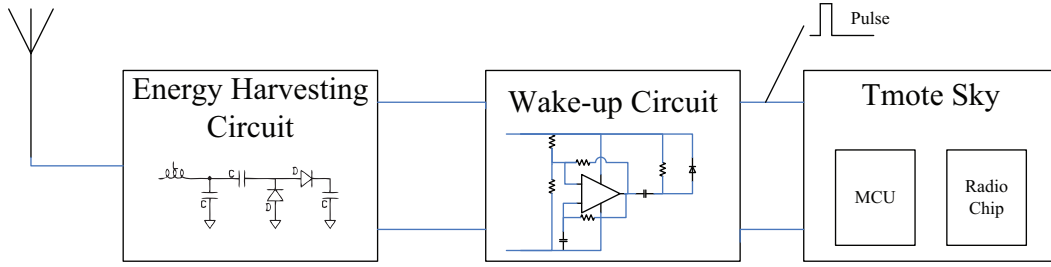 Pulse
Energy Harvesting
Circuit
Wake-up Circuit
Tmote Sky
L
C
D
C
D
C
MCU
Radio
Chip